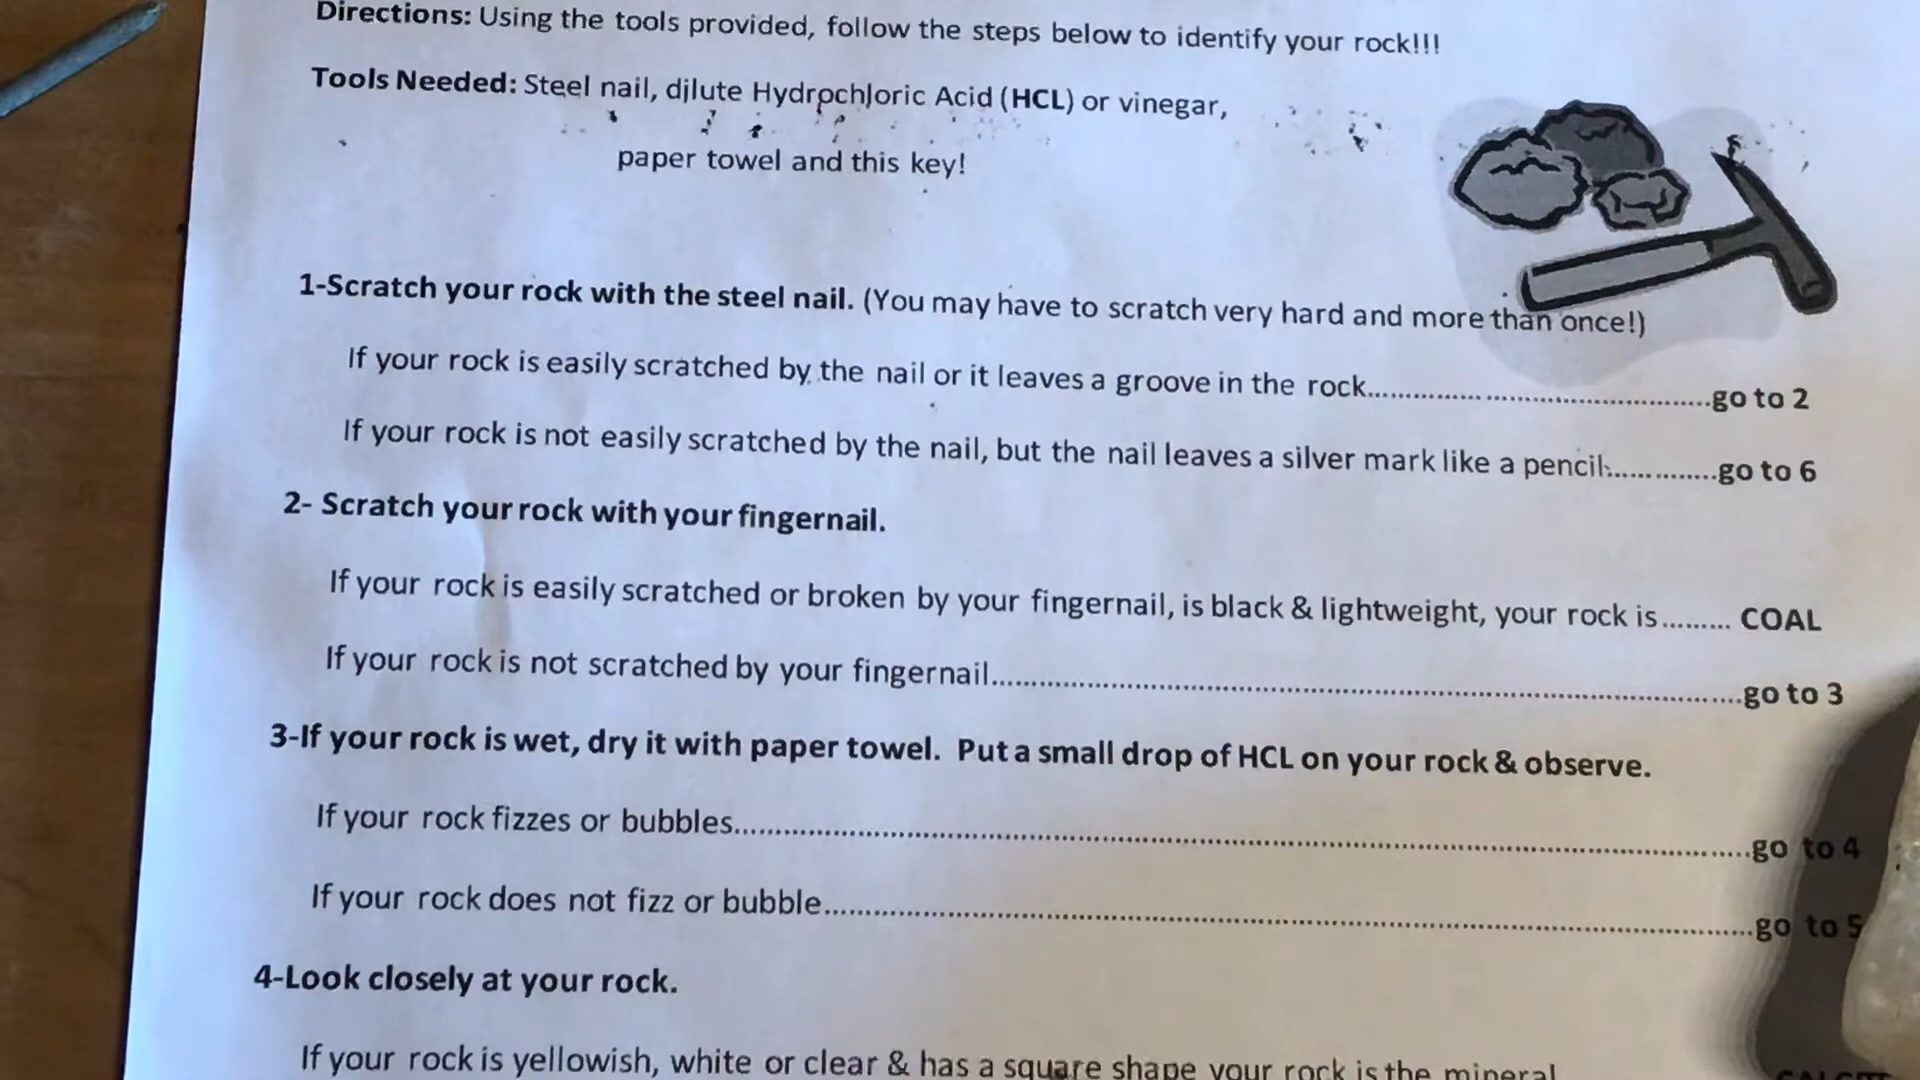 Directions: Using the tools provided, follow the steps below to identify your rock!!!
Tools Needed: Steel nail, dilute Hydrochloric Acid (HCL) or vinegar,
paper towel and this key!
1-Scratch your rock with the steel nail. (You may have to scratch very hard and more than once!)
If your rock is easily scratched by the nail or it leaves a groove in the rock................................................go to 2
If your rock is not easily scratched by the nail, but the nail leaves a silver mark like a pencil...............go to 6
2- Scratch your rock with your fingernail.
If your rock is easily scratched or broken by your fingernail, is black & lightweight, your rock is......... COAL
If your rock is not scratched by your fingernail................................................................................................go to 3
3-If your rock is wet, dry it with paper towel. Put a small drop of HCL on your rock & observe.
If your rock fizzes or bubbles....................................................................................................................................go to 4
If your rock does not fizz or bubble........................................................................................................................go to 5
4-Look closely at your rock.
If your rock is yellowish, white or clear & has a square shape your rock is the mineral